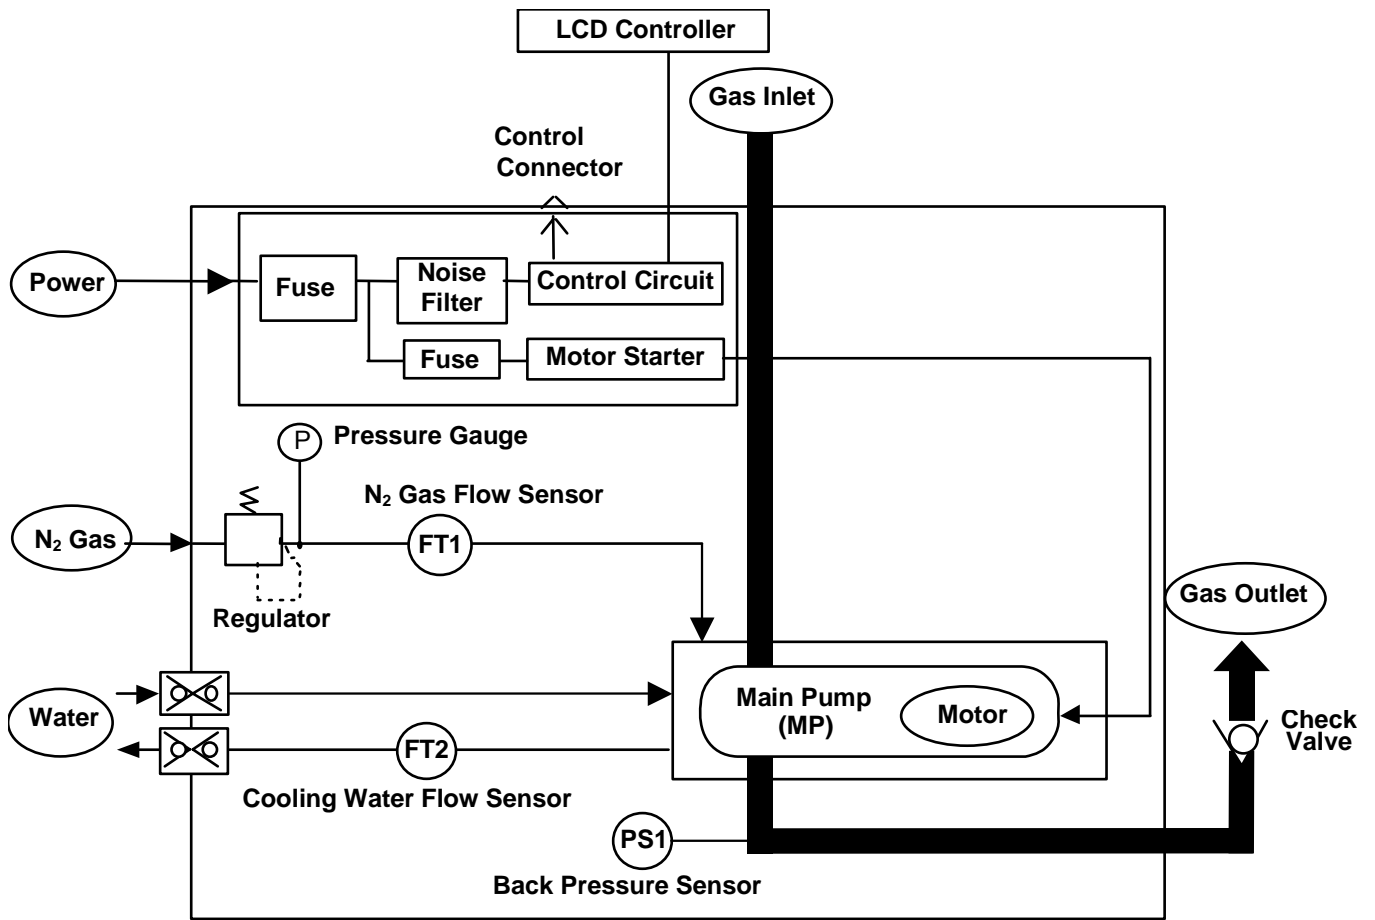 LCD Controller
Gas Inlet
Control
Connector
Power
Fuse
Noise
Filter
Control Circuit
Fuse
Motor Starter
P
Pressure Gauge
N₂ Gas Flow Sensor
N₂ Gas
FT1
Regulator
Gas Outlet
Water
Main Pump
(MP)
Motor
Check
Valve
FT2
Cooling Water Flow Sensor
PS1
Back Pressure Sensor